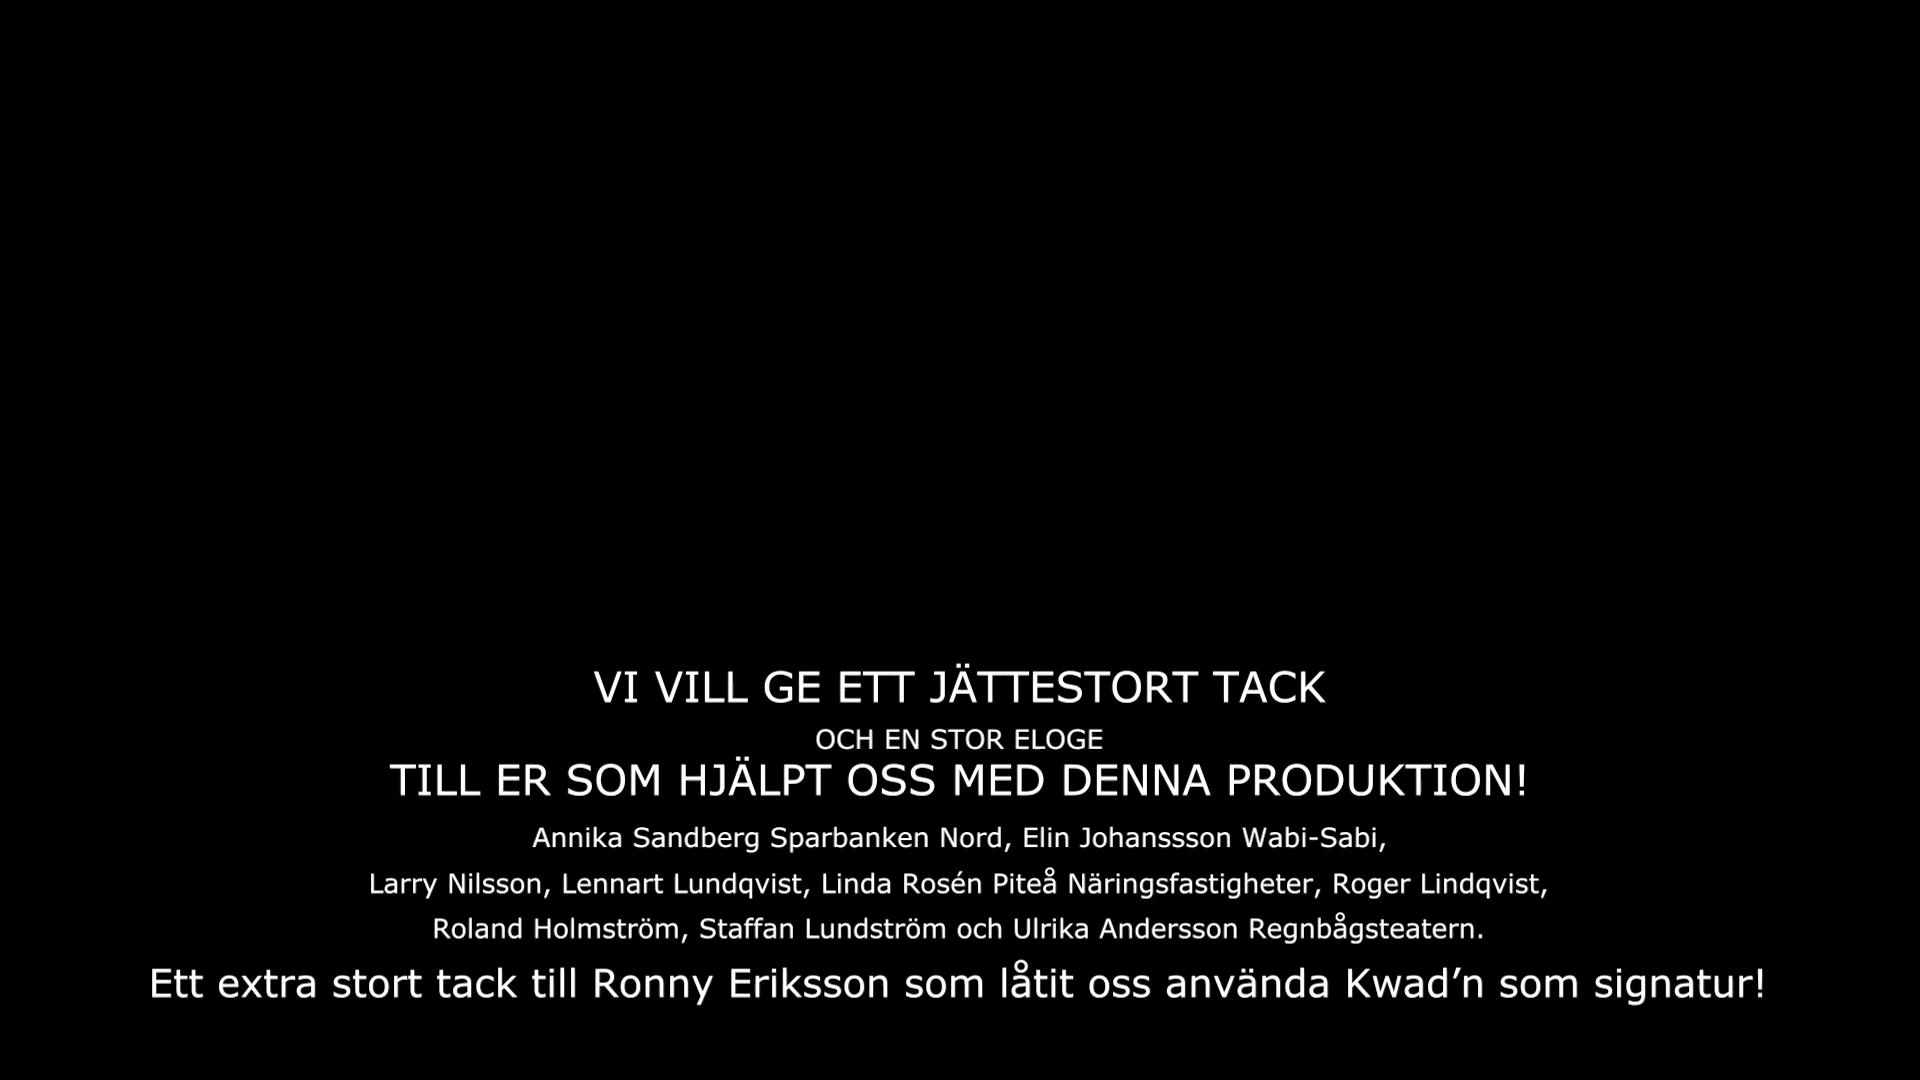 VI VILL GE ETT JÄTTESTORT TACK
OCH EN STOR ELOGE
TILL ER SOM HJÄLPT OSS MED DENNA PRODUKTION!
Annika Sandberg Sparbanken Nord, Elin Johanssson Wabi-Sabi,
Larry Nilsson, Lennart Lundqvist, Linda Rosén Piteå Näringsfastigheter, Roger Lindqvist,
Roland Holmström, Staffan Lundström och Ulrika Andersson Regnbågsteatern.
Ett extra stort tack till Ronny Eriksson som låtit oss använda Kwad’n som signatur!